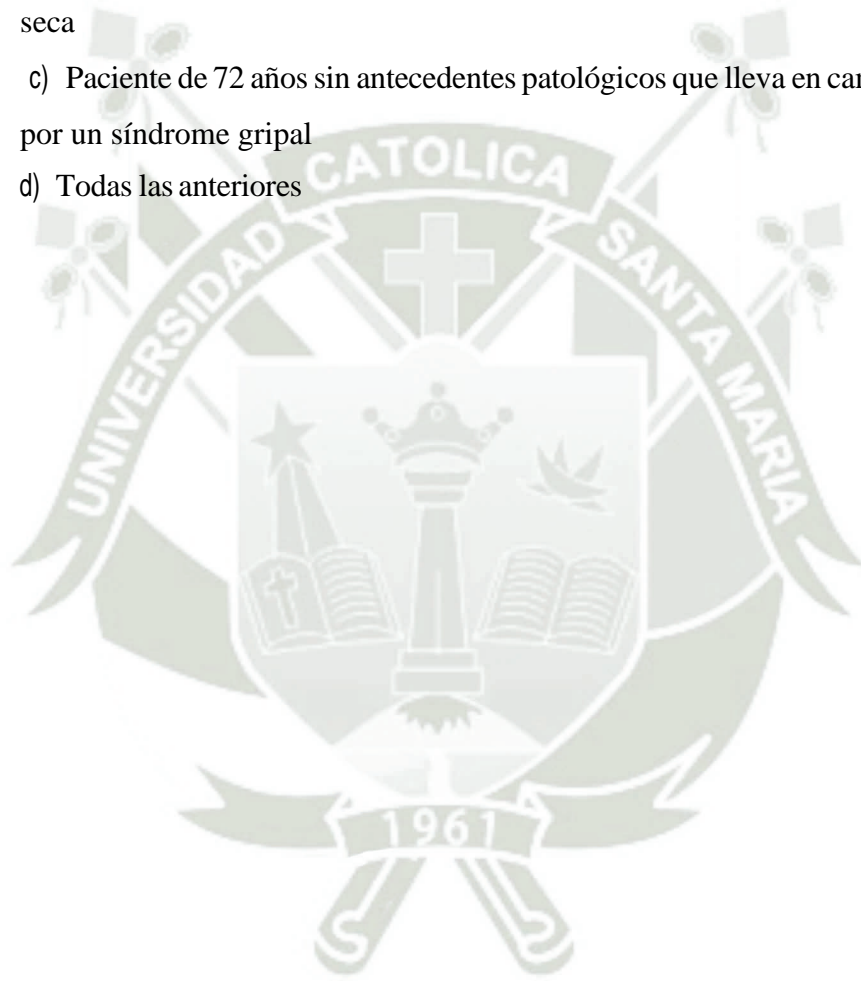 seca
c) Paciente de 72 años sin antecedentes patológicos que lleva en
por un síndrome gripal
d) Todas las anteriores
UNIVERSIDAD CATOLICA SANTA MARIA
1961